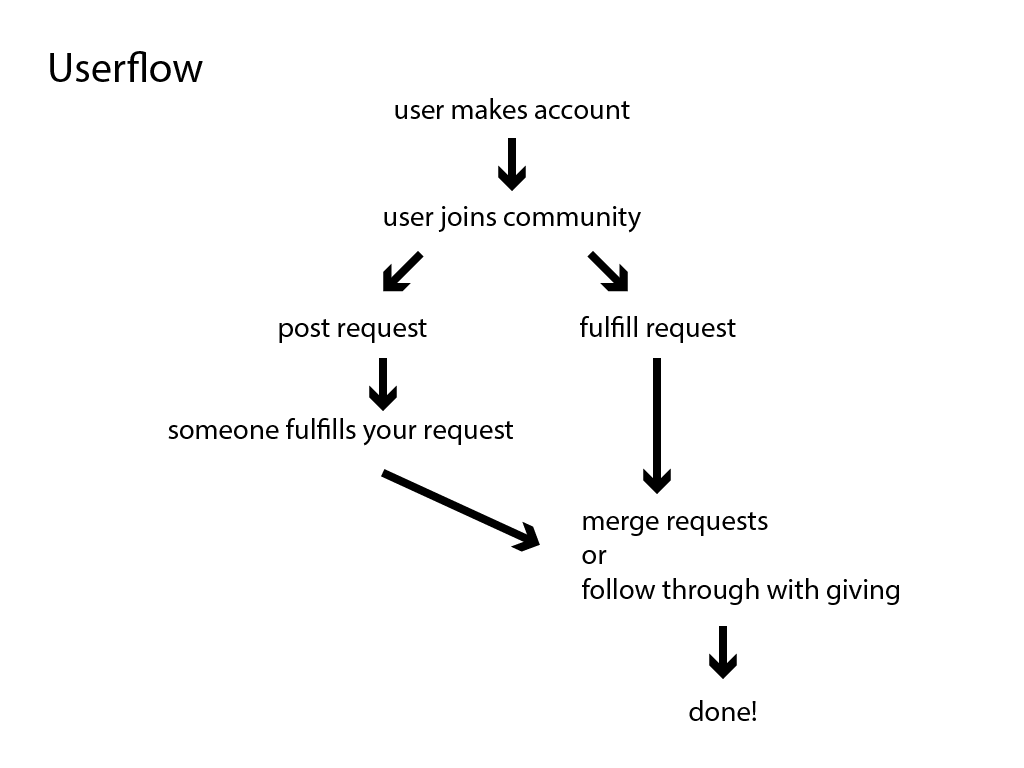 Userflow
user makes account
user joins community
post request
fulfill request
someone fulfills your request
merge requests
or
follow through with giving
done!